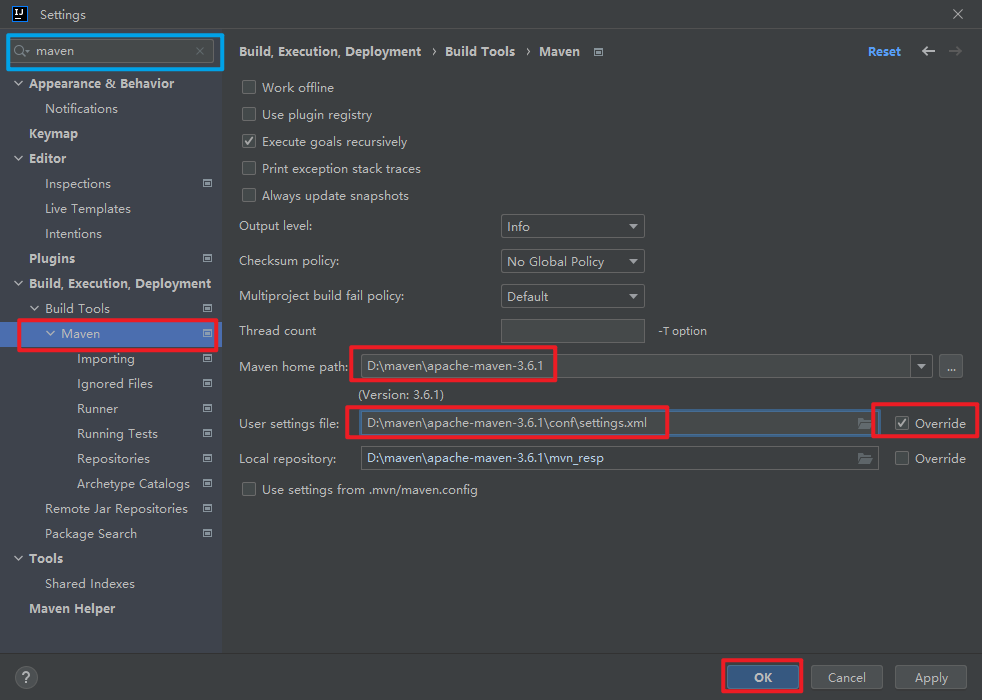 Settings
maven
Build, Execution, Deployment › Build Tools › Maven
Reset
Appearance & Behavior
Notifications
Keymap
Editor
Inspections
Live Templates
Intentions
Plugins
Build, Execution, Deployment
Build Tools
Maven
Importing
Ignored Files
Runner
Running Tests
Repositories
Archetype Catalogs
Remote Jar Repositories
Package Search
Tools
Shared Indexes
Maven Helper
Work offline
Use plugin registry
Execute goals recursively
Print exception stack traces
Always update snapshots
Output level: Info
Checksum policy: No Global Policy
Multiproject build fail policy: Default
Thread count -T option
Maven home path: D:\maven\apache-maven-3.6.1 ...
(Version: 3.6.1)
User settings file: D:\maven\apache-maven-3.6.1\conf\settings.xml Override
Local repository: D:\maven\apache-maven-3.6.1\mvn_resp Override
Use settings from .mvn/maven.config
? OK Cancel Apply